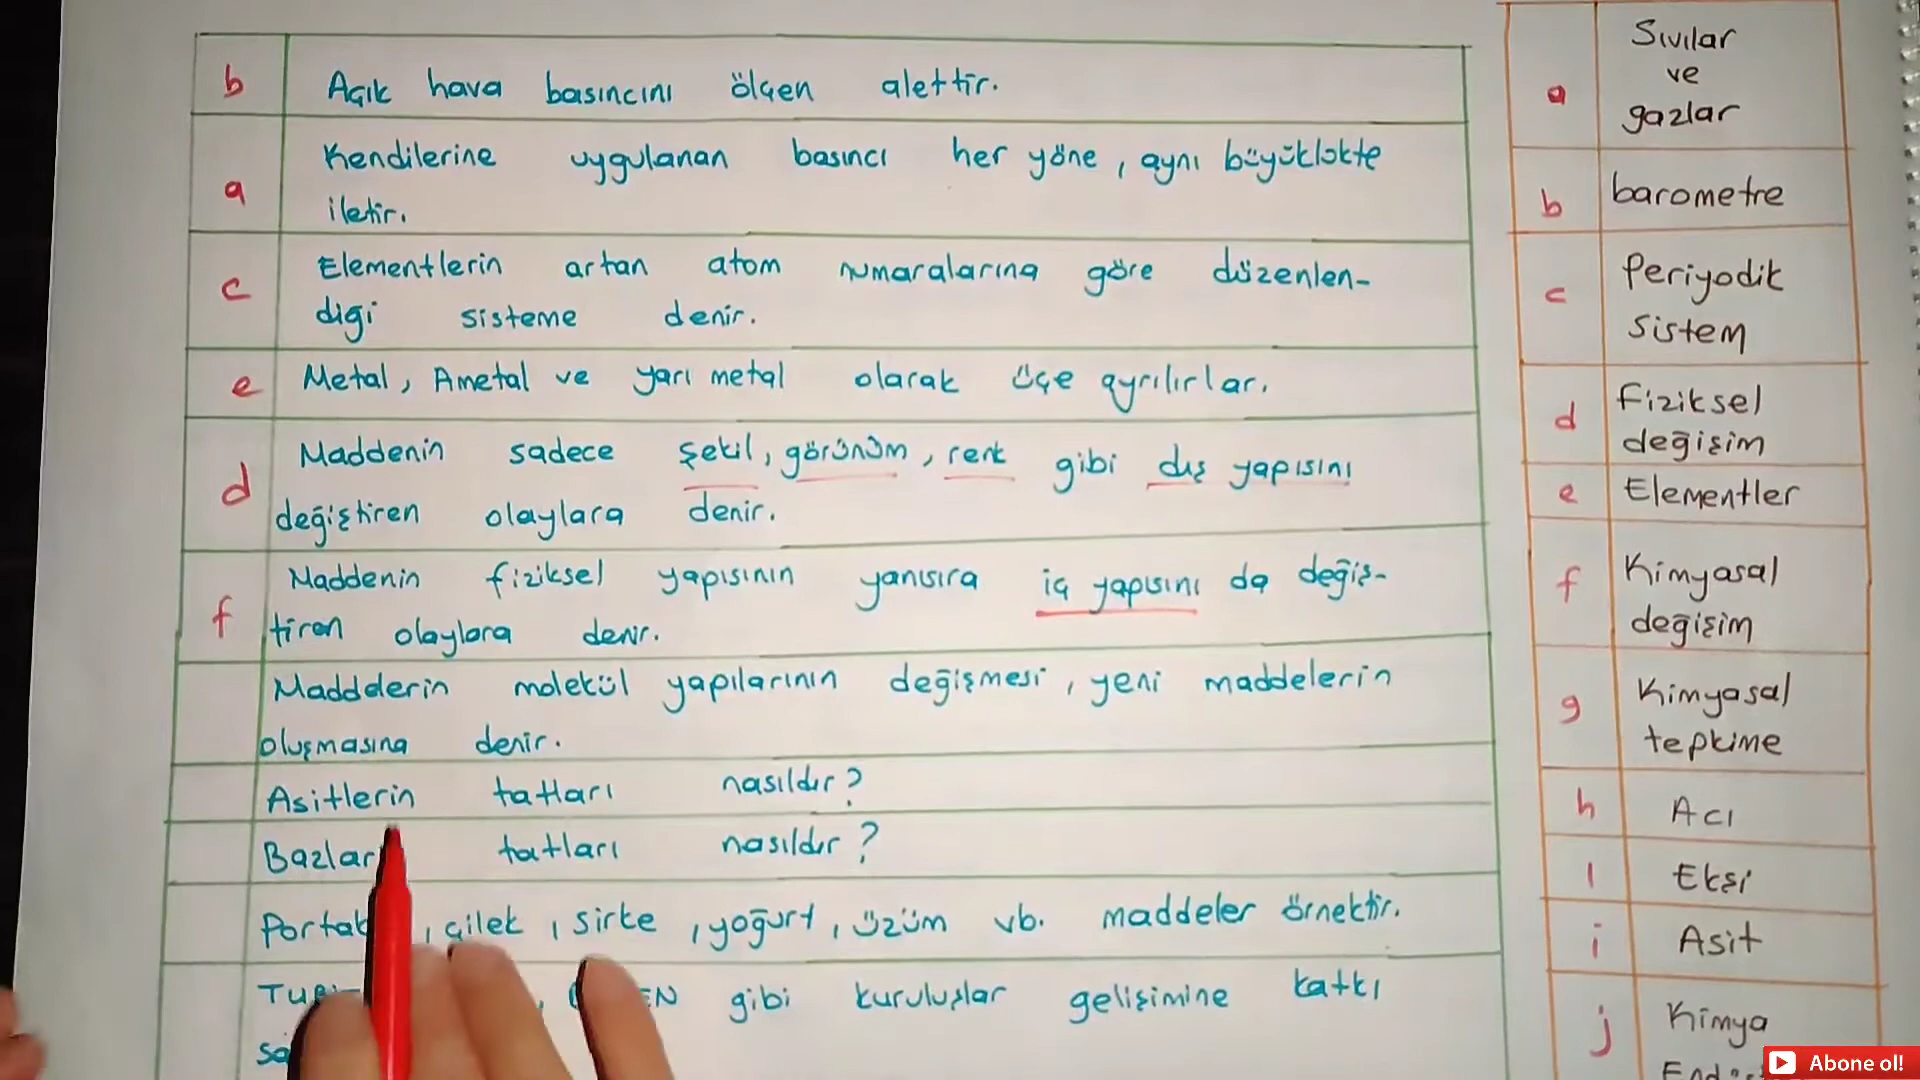 b
Açık hava basıncını ölçen alettir.
a
Kendilerine uygulanan basıncı her yöne, aynı büyüklükte
iletir.
c
Elementlerin artan atom numaralarına göre düzenlen-
diği sisteme denir.
e
Metal, Ametal ve yarı metal olarak üçe ayrılırlar.
d
Maddenin sadece şekil, görünüm, renk gibi dış yapısını
değiştiren olaylara denir.
f
Maddenin fiziksel yapısının yanısıra iç yapısını da değiş-
tiren olaylara denir.
Maddelerin molekül yapılarının değişmesi, yeni maddelerin
oluşmasına denir.
Asitlerin tatları nasıldır?
tatları nasıldır?
, çilek, sirke, yoğurt, üzüm vb. maddeler örnektir.
gibi kuruluşlar gelişimine katkı
a
Sıvılar
ve
gazlar
b
barometre
c
Periyodik
sistem
d
Fiziksel
değişim
e
Elementler
f
Kimyasal
değişim
g
Kimyasal
tepkime
h
Acı
ı
Ekşi
i
Asit
j
Kimya
Abone ol!